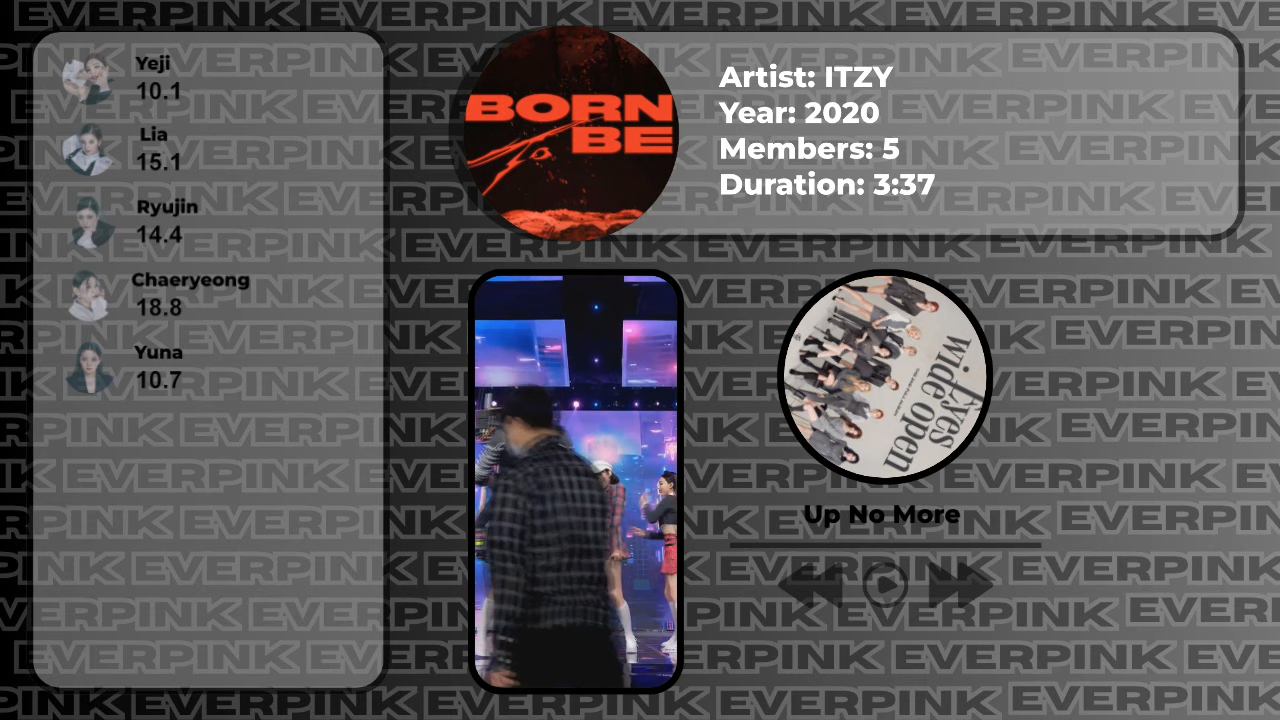 Yeji
10.1
Lia
15.1
Ryujin
14.4
Chaeryeong
18.8
Yuna
10.7
BORN
BE
Artist: ITZY
Year: 2020
Members: 5
Duration: 3:37
Eyes
wide open
Up No More
EVERPINK